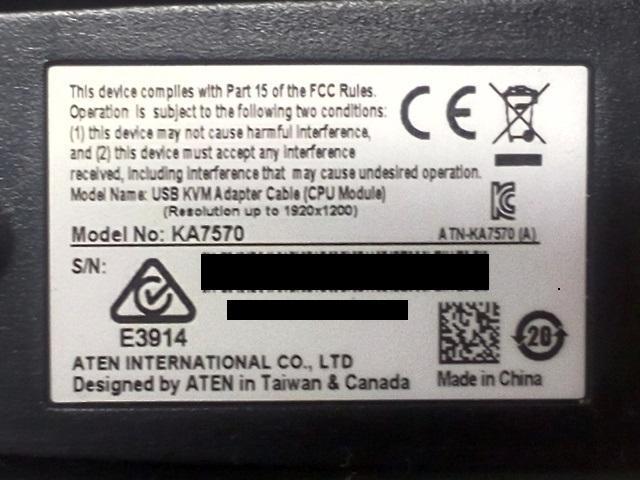 This device complies with Part 15 of the FCC Rules.
Operation is subject to the following two conditions:
(1) this device may not cause harmful interference,
and (2) this device must accept any interference
received, including interference that may cause undesired operation.
Model Name: USB KVM Adapter Cable (CPU Module)
(Resolution up to 1920x1200)
Model No: KA7570
ATN-KA7570 (A)
S/N:
E3914
20
ATEN INTERNATIONAL CO., LTD
Designed by ATEN in Taiwan & Canada
Made in China
CE
KC